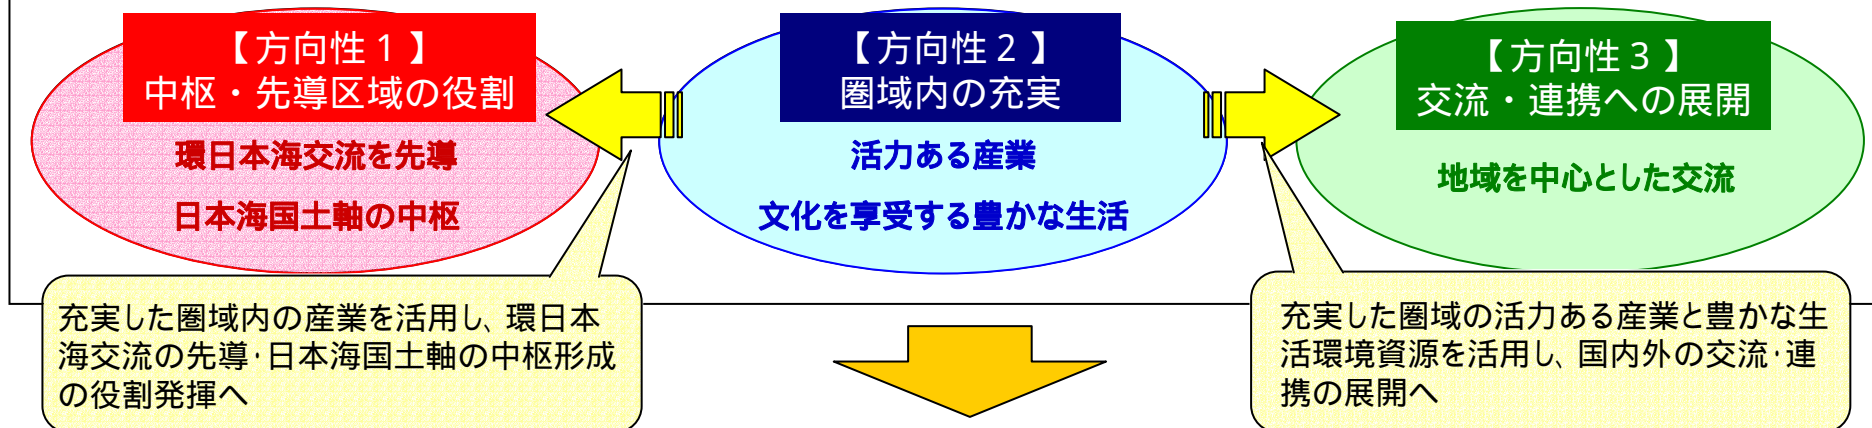 【方向性１】
中枢・先導区域の役割
環日本海交流を先導
日本海国土軸の中枢
【方向性２】
圏域内の充実
活力ある産業
文化を享受する豊かな生活
【方向性３】
交流・連携への展開
地域を中心とした交流
充実した圏域内の産業を活用し、環日本
海交流の先導・日本海国土軸の中枢形成
の役割発揮へ
充実した圏域の活力ある産業と豊かな生
活環境資源を活用し、国内外の交流・連
携の展開へ